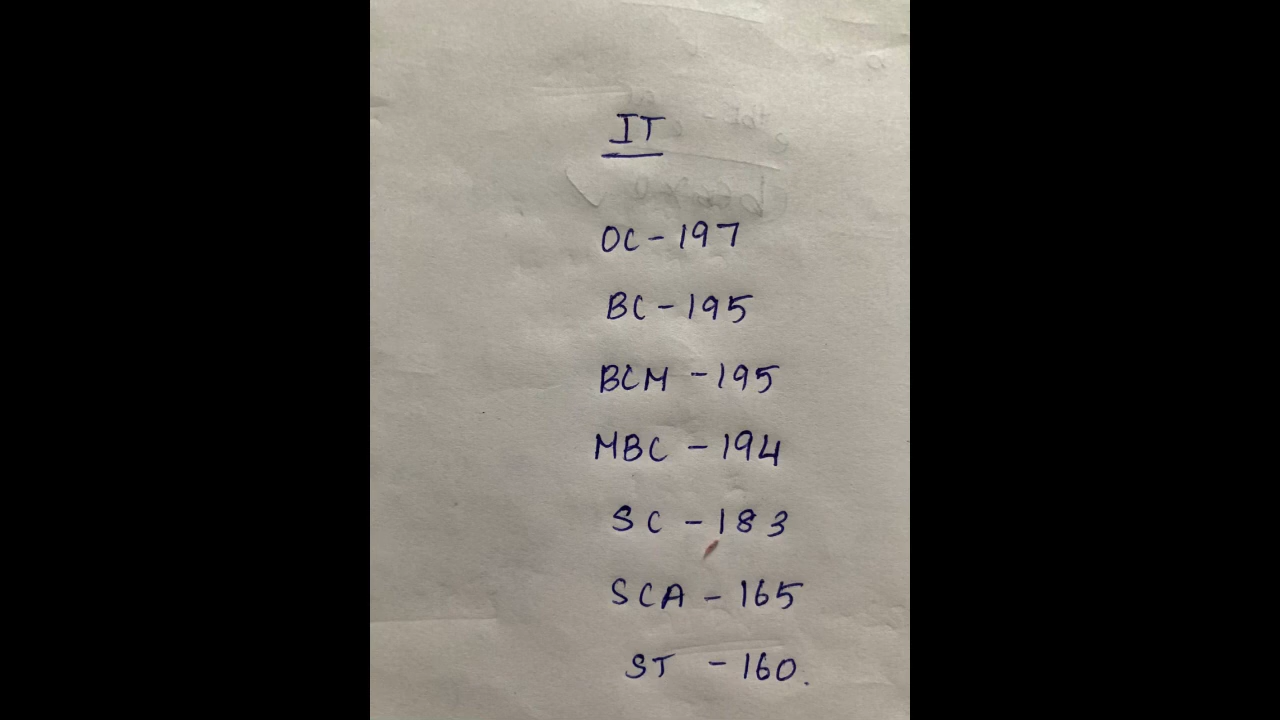 IT
OC - 197
BC - 195
BCM - 195
MBC - 194
SC - 183
SCA - 165
ST - 160.